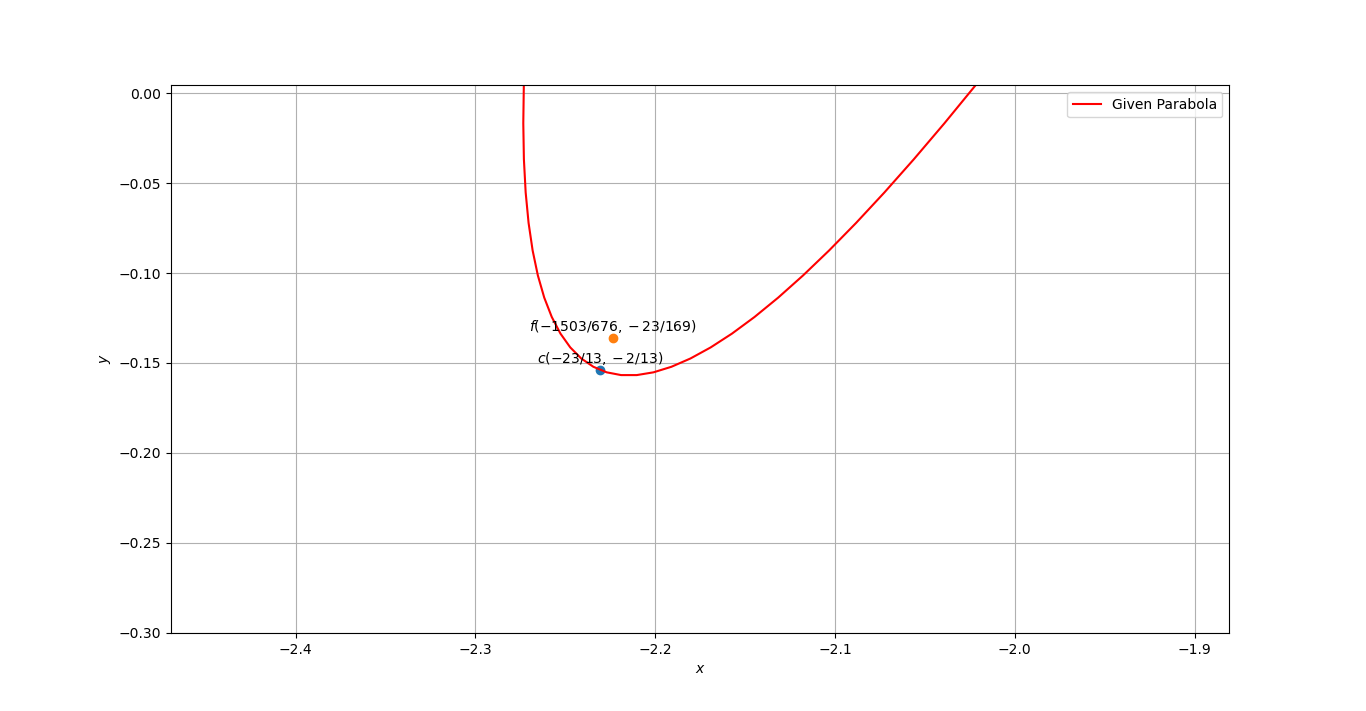 0.00
Given Parabola
−0.05
−0.10
f(−1503/676, −23/169)
y
−0.15
c(−23/13, −2/13)
−0.20
−0.25
−0.30
−2.4 −2.3 −2.2 −2.1 −2.0 −1.9
x